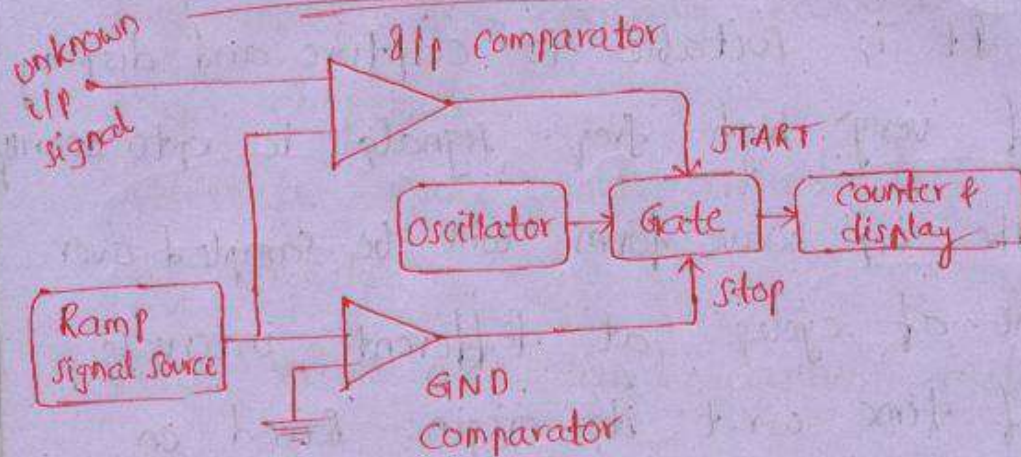 unknown
i/p
signal
i/p comparator
START
Oscillator
Gate
counter &
display
Stop
Ramp
signal source
GND
comparator